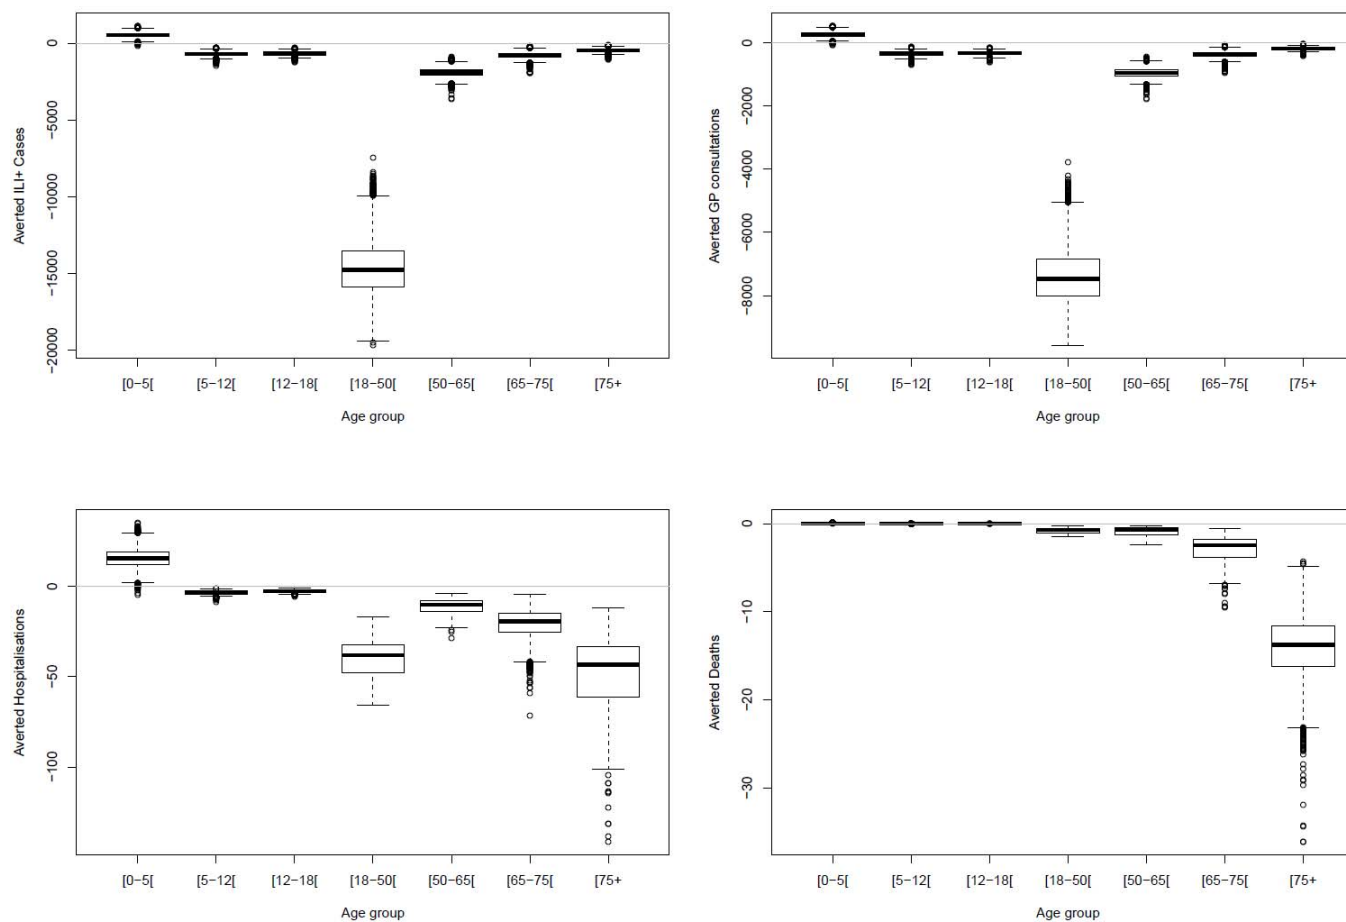 Averted ILI+ Cases
0
−5000
−10000
−15000
−20000
[0−5[ [5−12[ [12−18[ [18−50[ [50−65[ [65−75[ [75+
Age group
Averted GP consultations
0
−2000
−4000
−6000
−8000
[0−5[ [5−12[ [12−18[ [18−50[ [50−65[ [65−75[ [75+
Age group
Averted Hospitalisations
0
−50
−100
[0−5[ [5−12[ [12−18[ [18−50[ [50−65[ [65−75[ [75+
Age group
Averted Deaths
0
−10
−20
−30
[0−5[ [5−12[ [12−18[ [18−50[ [50−65[ [65−75[ [75+
Age group